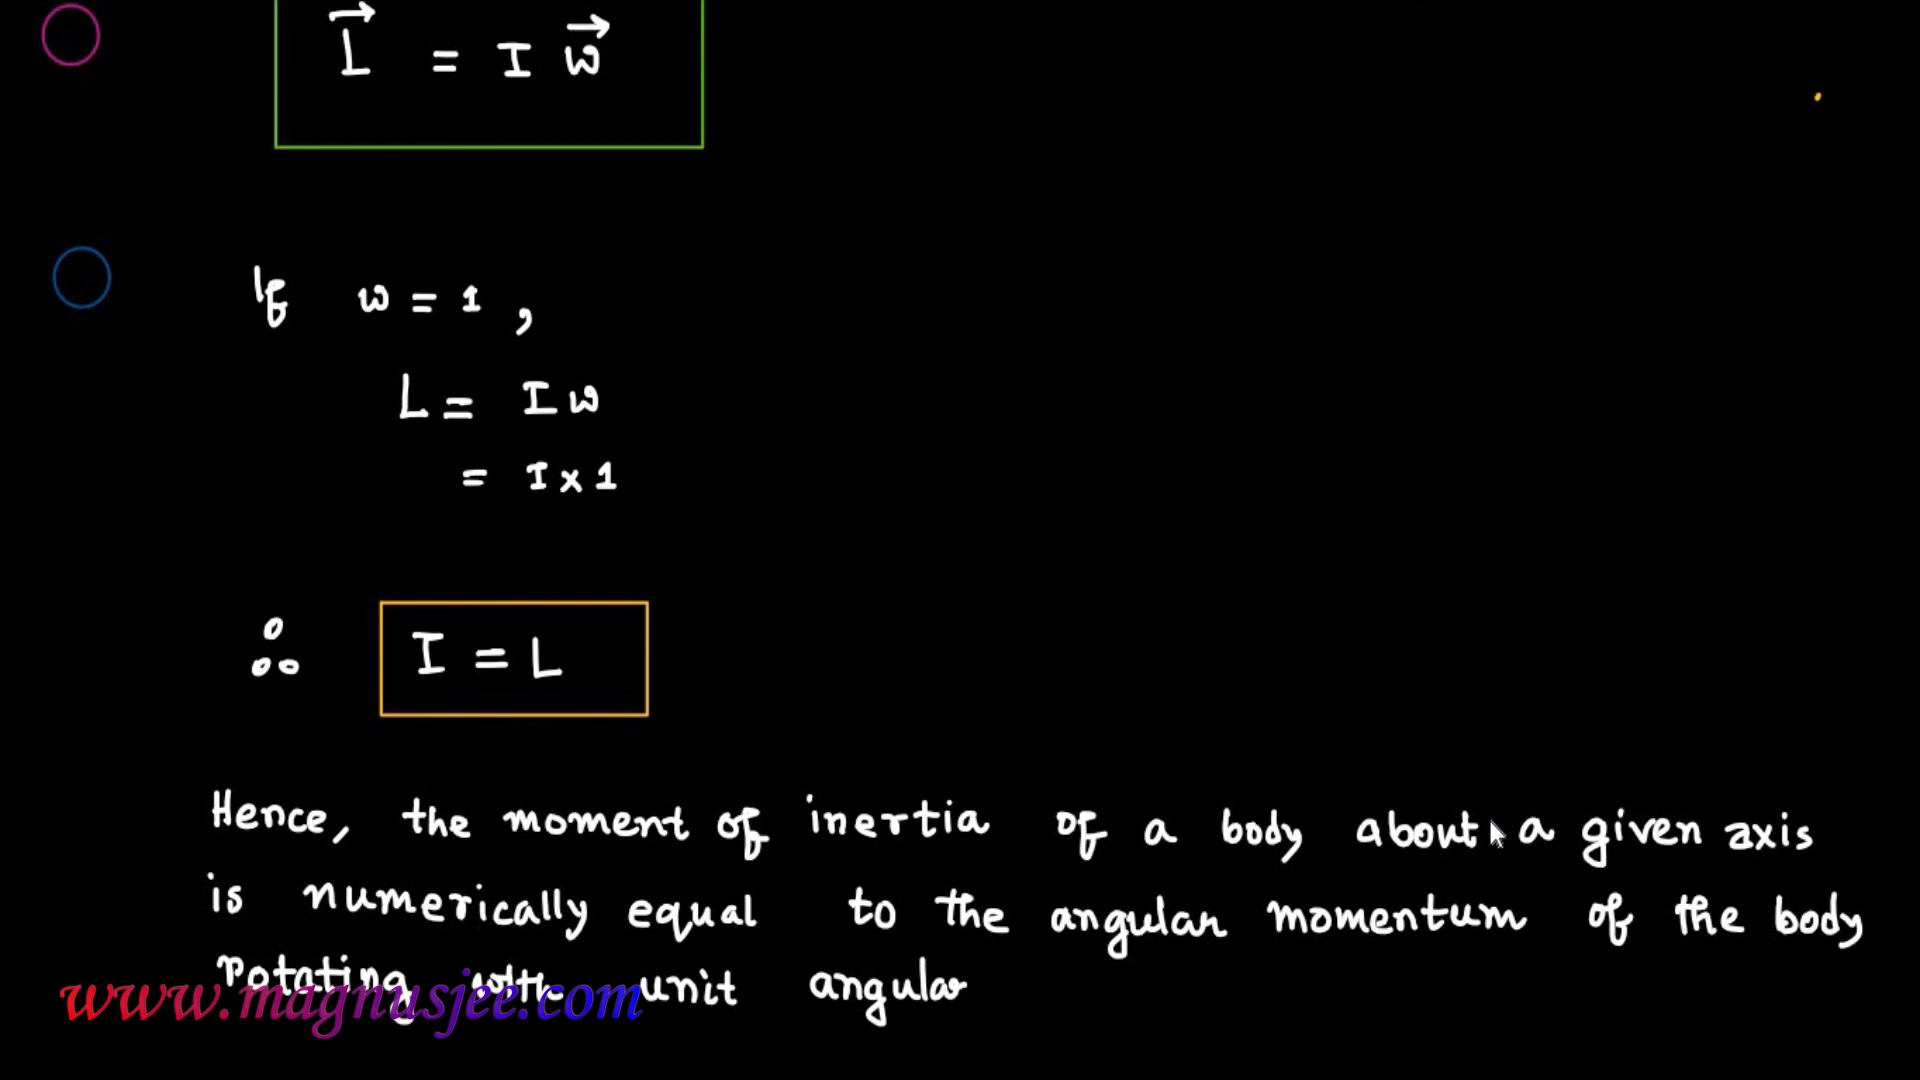 L⃗ = I ω⃗
If ω = 1 ,
L = I ω
= I × 1
∴ I = L
Hence, the moment of inertia of a body about a given axis
is numerically equal to the angular momentum of the body
rotating with unit angular
www.magnusjee.com